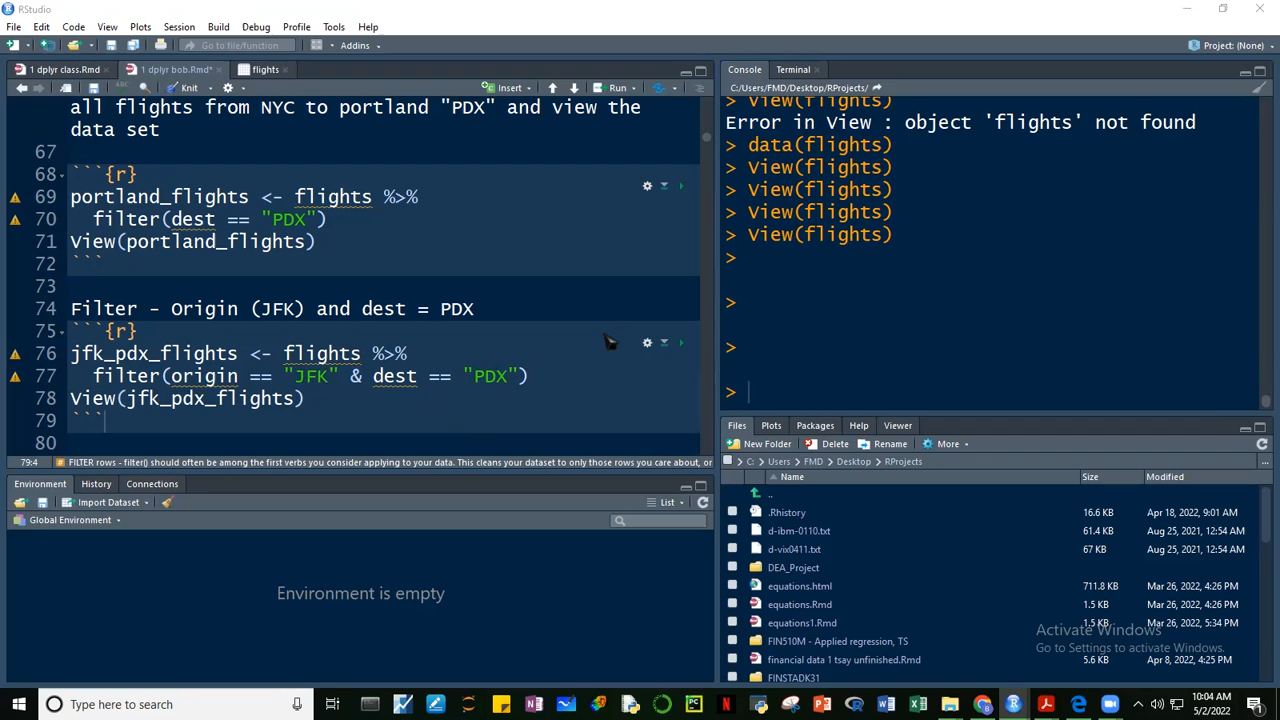 RStudio
File Edit Code View Plots Session Build Debug Profile Tools Help
Go to file/function Addins Project: (None)
1 dplyr class.Rmd 1 dplyr bob.Rmd* flights
Knit Insert Run
all flights from NYC to portland "PDX" and view the
data set
67
68 ```{r}
69 portland_flights <- flights %>%
70 filter(dest == "PDX")
71 View(portland_flights)
72 ```
73
74 Filter - Origin (JFK) and dest = PDX
75 ```{r}
76 jfk_pdx_flights <- flights %>%
77 filter(origin == "JFK" & dest == "PDX")
78 View(jfk_pdx_flights)
79 ```
80
79:4 FILTER rows - filter() should often be among the first verbs you consider applying to your data. This cleans your dataset to only those rows you care about, or
Environment History Connections
Import Dataset List
Global Environment
Environment is empty
Console Terminal
C:/Users/FMD/Desktop/RProjects/
> View(flights)
Error in View : object 'flights' not found
> data(flights)
> View(flights)
> View(flights)
> View(flights)
> View(flights)
>
>
>
>
Files Plots Packages Help Viewer
New Folder Delete Rename More
C: Users FMD Desktop RProjects ...
Name Size Modified
..
.Rhistory 16.6 KB Apr 18, 2022, 9:01 AM
d-ibm-0110.txt 61.4 KB Aug 25, 2021, 12:54 AM
d-vix0411.txt 67 KB Aug 25, 2021, 12:54 AM
DEA_Project
equations.html 711.8 KB Mar 26, 2022, 4:26 PM
equations.Rmd 1.5 KB Mar 26, 2022, 4:26 PM
equations1.Rmd 1.5 KB Mar 26, 2022, 5:34 PM
FIN510M - Applied regression, TS
financial data 1 tsay unfinished.Rmd 5.6 KB Apr 8, 2022, 4:25 PM
FINSTADK31
Activate Windows
Go to Settings to activate Windows.
Type here to search
10:04 AM
5/2/2022